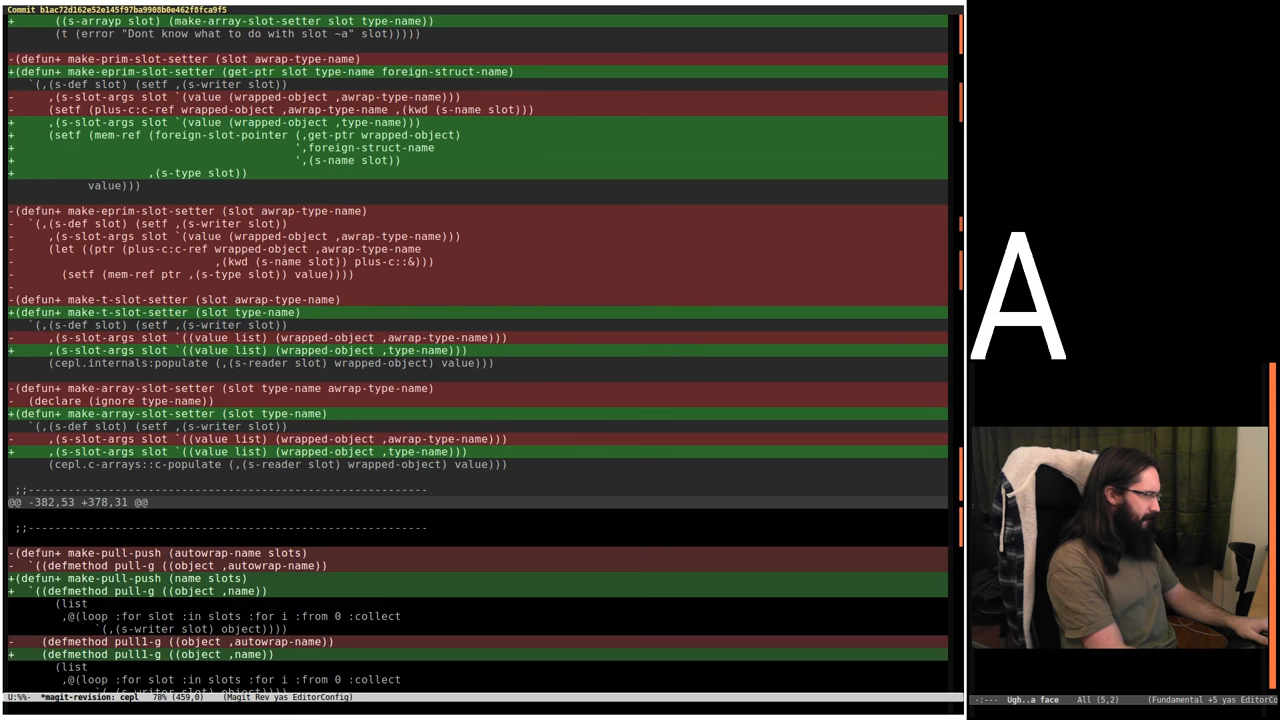 Commit b1ac72d162e52e145f97ba9908b0e462f8fca9f5
+      ((s-arrayp slot) (make-array-slot-setter slot type-name))
       (t (error "Dont know what to do with slot ~a" slot)))))
-(defun+ make-prim-slot-setter (slot awrap-type-name)
+(defun+ make-eprim-slot-setter (get-ptr slot type-name foreign-struct-name)
   `(,(s-def slot) (setf ,(s-writer slot))
-     ,(s-slot-args slot `(value (wrapped-object ,awrap-type-name)))
-     (setf (plus-c:c-ref wrapped-object ,awrap-type-name ,(kwd (s-name slot)))
+     ,(s-slot-args slot `(value (wrapped-object ,type-name)))
+     (setf (mem-ref (foreign-slot-pointer (,get-ptr wrapped-object)
+                                          ',foreign-struct-name
+                                          ',(s-name slot))
+                    ,(s-type slot))
            value)))
-(defun+ make-eprim-slot-setter (slot awrap-type-name)
-  `(,(s-def slot) (setf ,(s-writer slot))
-     ,(s-slot-args slot `(value (wrapped-object ,awrap-type-name)))
-     (let ((ptr (plus-c:c-ref wrapped-object ,awrap-type-name
-                              ,(kwd (s-name slot)) plus-c::&)))
-       (setf (mem-ref ptr ,(s-type slot)) value))))
-
-(defun+ make-t-slot-setter (slot awrap-type-name)
+(defun+ make-t-slot-setter (slot type-name)
   `(,(s-def slot) (setf ,(s-writer slot))
-     ,(s-slot-args slot `((value list) (wrapped-object ,awrap-type-name)))
+     ,(s-slot-args slot `((value list) (wrapped-object ,type-name)))
      (cepl.internals:populate (,(s-reader slot) wrapped-object) value)))
-(defun+ make-array-slot-setter (slot type-name awrap-type-name)
-  (declare (ignore type-name))
+(defun+ make-array-slot-setter (slot type-name)
   `(,(s-def slot) (setf ,(s-writer slot))
-     ,(s-slot-args slot `((value list) (wrapped-object ,awrap-type-name)))
+     ,(s-slot-args slot `((value list) (wrapped-object ,type-name)))
      (cepl.c-arrays::c-populate (,(s-reader slot) wrapped-object) value)))
 ;;------------------------------------------------------------
@@ -382,53 +378,31 @@
 ;;------------------------------------------------------------
-(defun+ make-pull-push (autowrap-name slots)
-  `((defmethod pull-g ((object ,autowrap-name))
+(defun+ make-pull-push (name slots)
+  `((defmethod pull-g ((object ,name))
      (list
       ,@(loop :for slot :in slots :for i :from 0 :collect
            `(,(s-writer slot) object))))
-    (defmethod pull1-g ((object ,autowrap-name))
+    (defmethod pull1-g ((object ,name))
      (list
       ,@(loop :for slot :in slots :for i :from 0 :collect
           `(,(s-writer slot) object))))
U:%%-  *magit-revision: cepl   78% (459,0)    (Magit Rev yas EditorConfig)
A
-:---  Ugh..a face   All (5,2)     (Fundamental +5 yas EditorCo